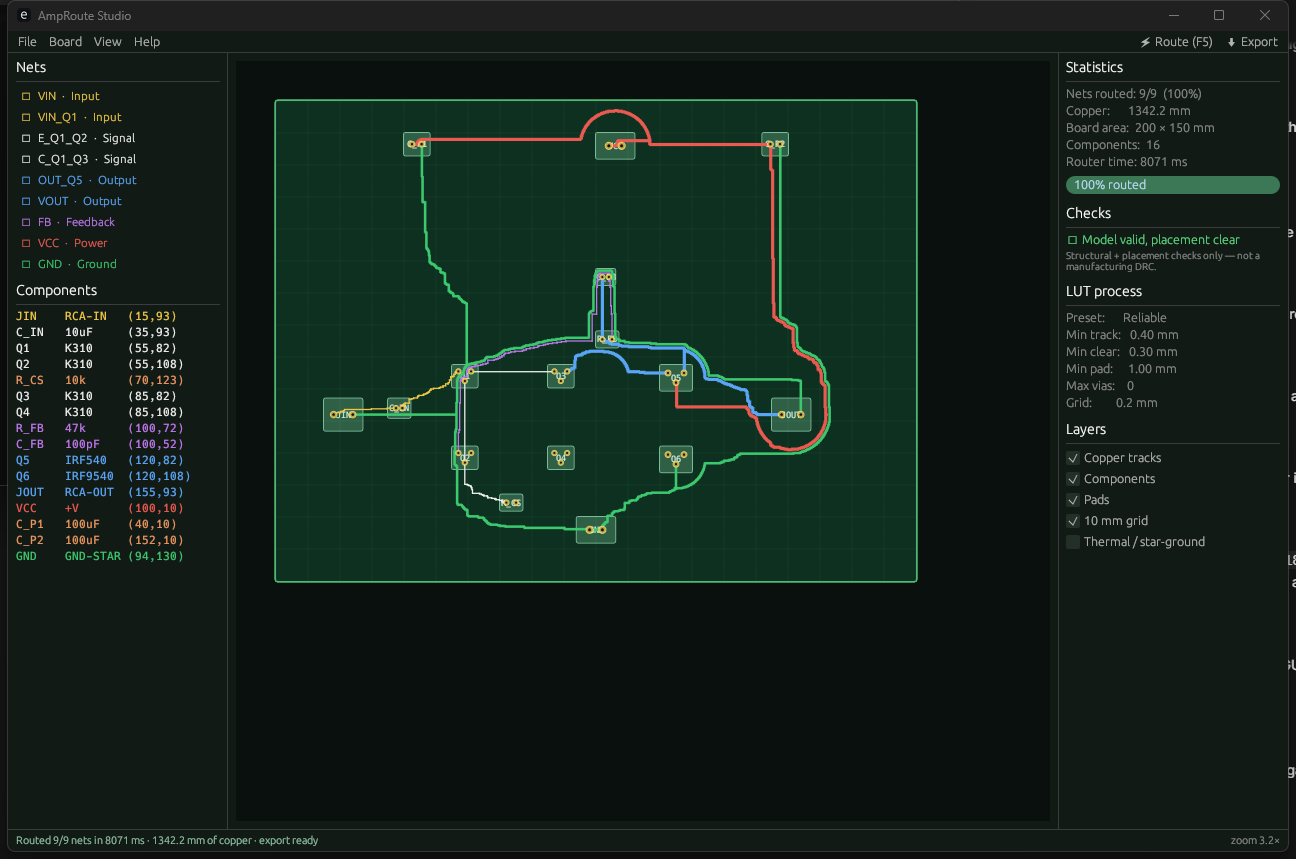 e AmpRoute Studio
File Board View Help
Route (F5) Export
Nets
VIN · Input
VIN_Q1 · Input
E_Q1_Q2 · Signal
C_Q1_Q3 · Signal
OUT_Q5 · Output
VOUT · Output
FB · Feedback
VCC · Power
GND · Ground
Components
JIN RCA-IN (15,93)
C_IN 10uF (35,93)
Q1 K310 (55,82)
Q2 K310 (55,108)
R_CS 10k (70,123)
Q3 K310 (85,82)
Q4 K310 (85,108)
R_FB 47k (100,72)
C_FB 100pF (100,52)
Q5 IRF540 (120,82)
Q6 IRF9540 (120,108)
JOUT RCA-OUT (155,93)
VCC +V (100,10)
C_P1 100uF (40,10)
C_P2 100uF (152,10)
GND GND-STAR (94,130)
Q3
Q5
JIN
OUT
Q4
Q6
Statistics
Nets routed: 9/9 (100%)
Copper: 1342.2 mm
Board area: 200 × 150 mm
Components: 16
Router time: 8071 ms
100% routed
Checks
Model valid, placement clear
Structural + placement checks only — not a
manufacturing DRC.
LUT process
Preset: Reliable
Min track: 0.40 mm
Min clear: 0.30 mm
Min pad: 1.00 mm
Max vias: 0
Grid: 0.2 mm
Layers
Copper tracks
Components
Pads
10 mm grid
Thermal / star-ground
Routed 9/9 nets in 8071 ms · 1342.2 mm of copper · export ready
zoom 3.2×